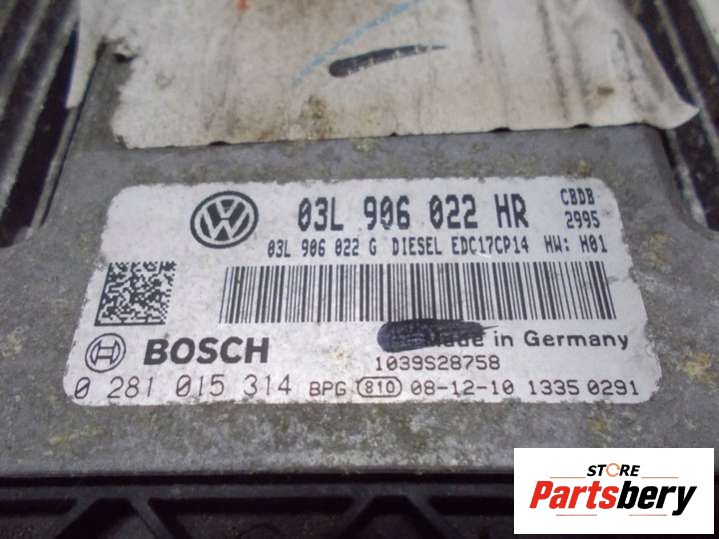 03L 906 022 HR
CBDB
2995
03L 906 022 G DIESEL EDC17CP14 HW: H01
BOSCH
Made in Germany
1039S28758
0 281 015 314 BPG 810 08-12-10 1335 0291
STORE
Partsbery